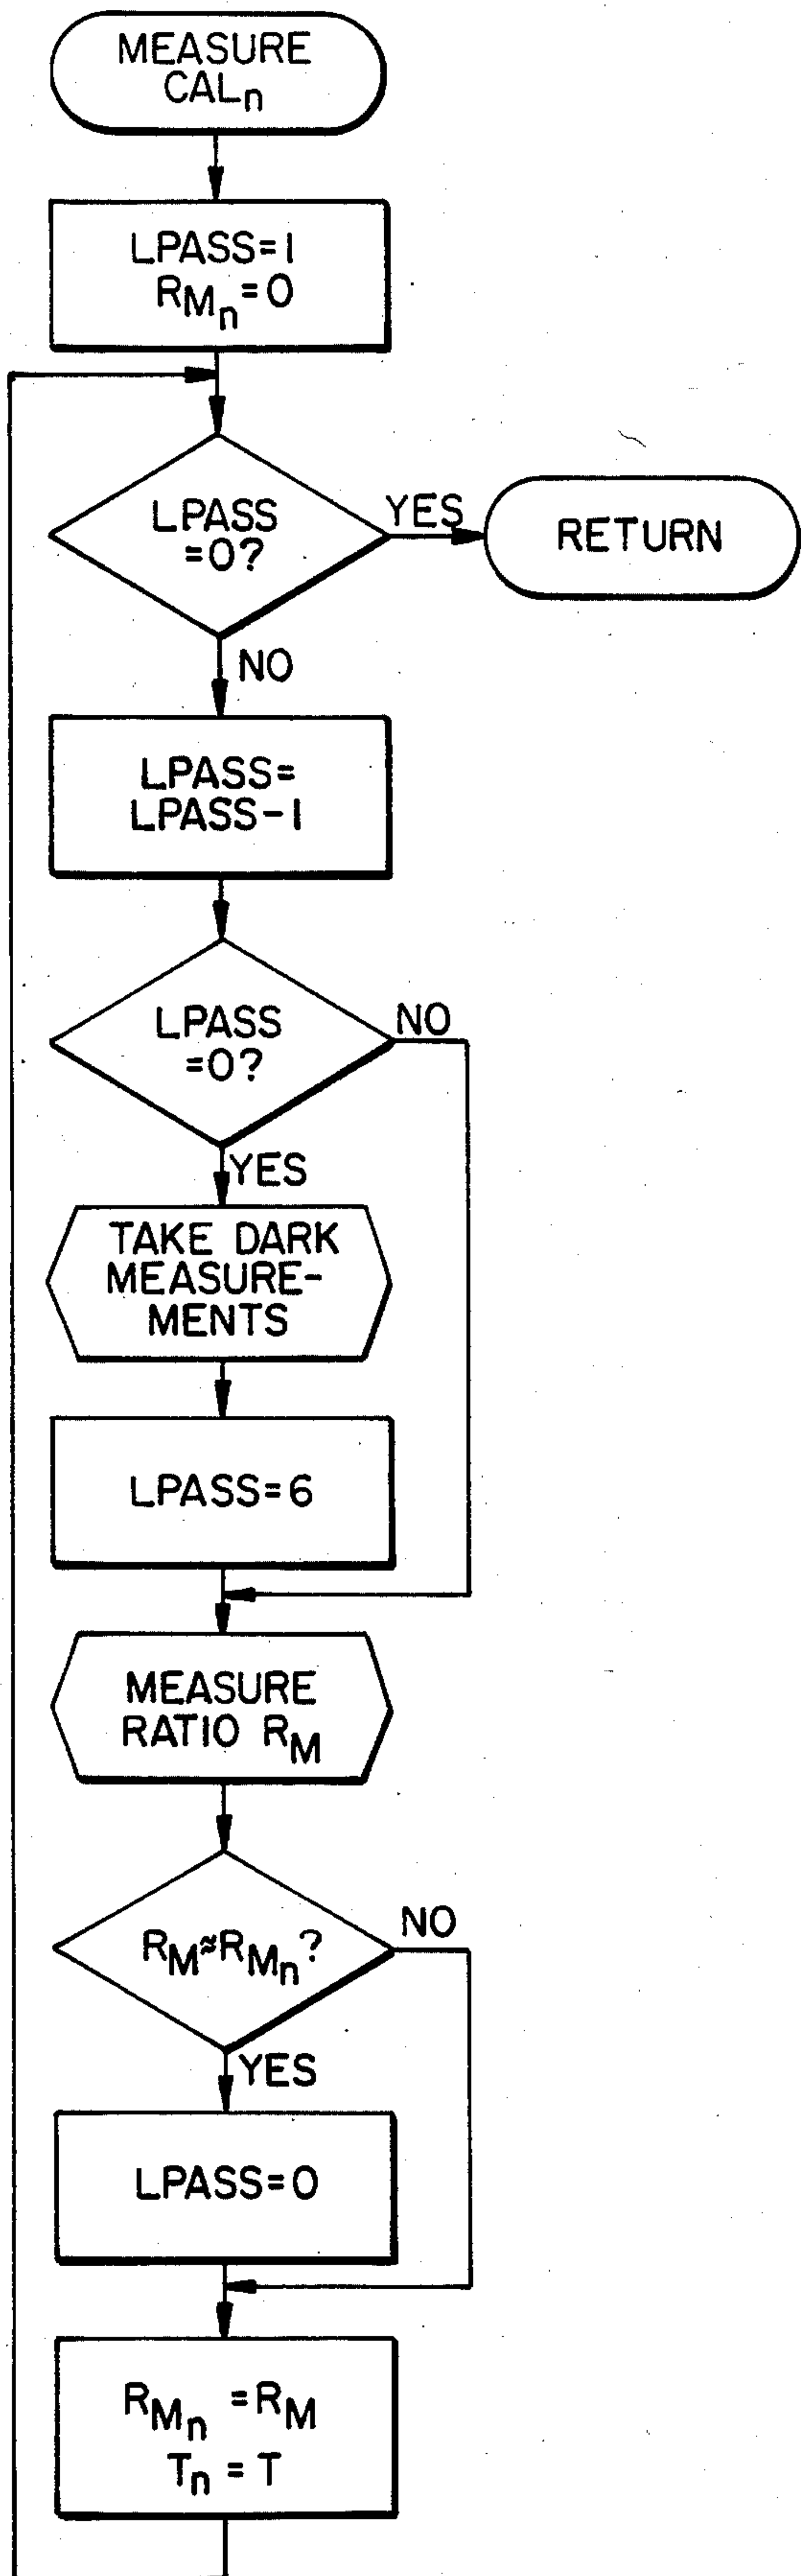 MEASURE
CALn
LPASS=1
RMn=0
LPASS
=0?
YES
RETURN
NO
LPASS=
LPASS-1
LPASS
=0?
NO
YES
TAKE DARK
MEASURE-
MENTS
LPASS=6
MEASURE
RATIO RM
RM≈RMn?
NO
YES
LPASS=0
RMn=RM
Tn=T